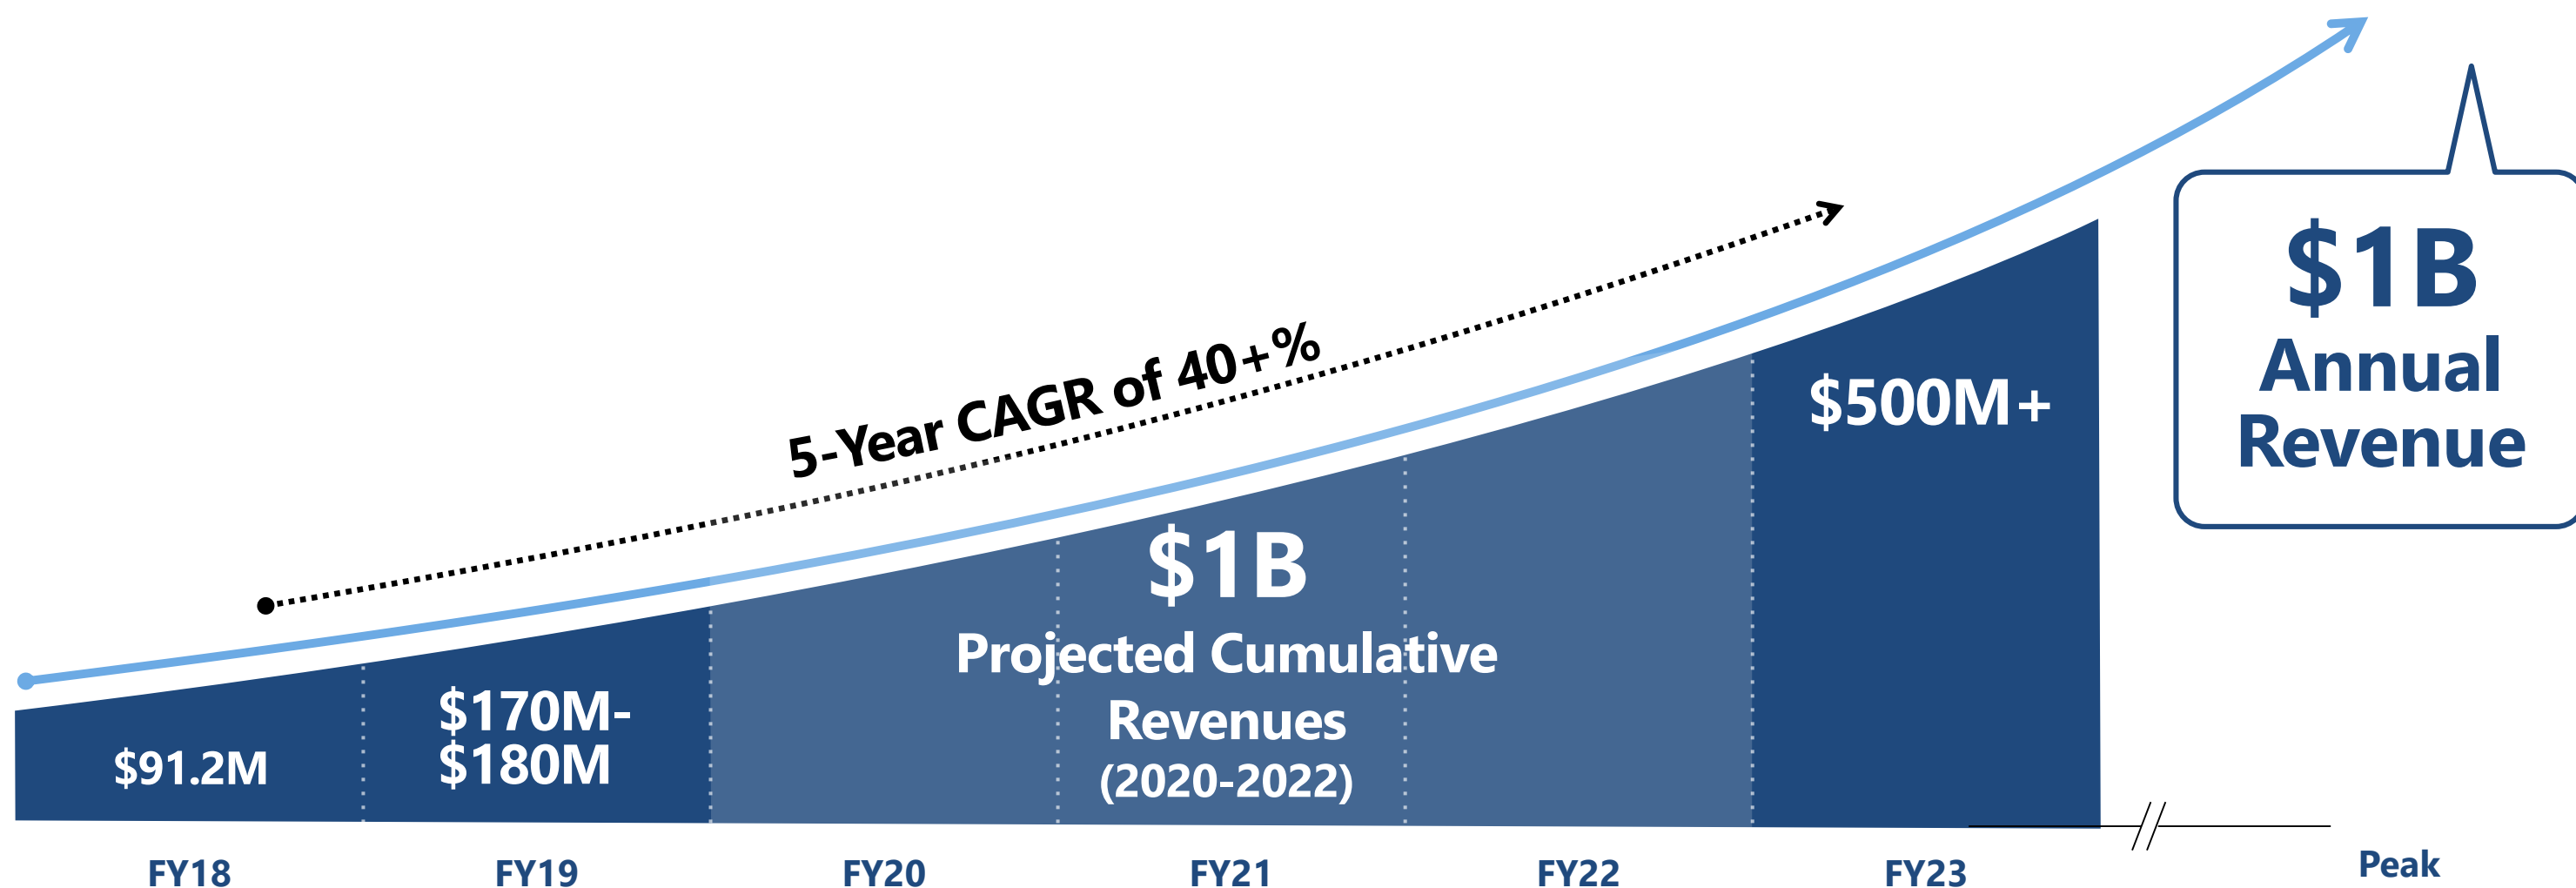 5-Year CAGR of 40+%
$1B
Annual
Revenue
$500M+
$1B
Projected Cumulative
Revenues
(2020-2022)
$170M-
$180M
$91.2M
FY18 FY19 FY20 FY21 FY22 FY23 Peak